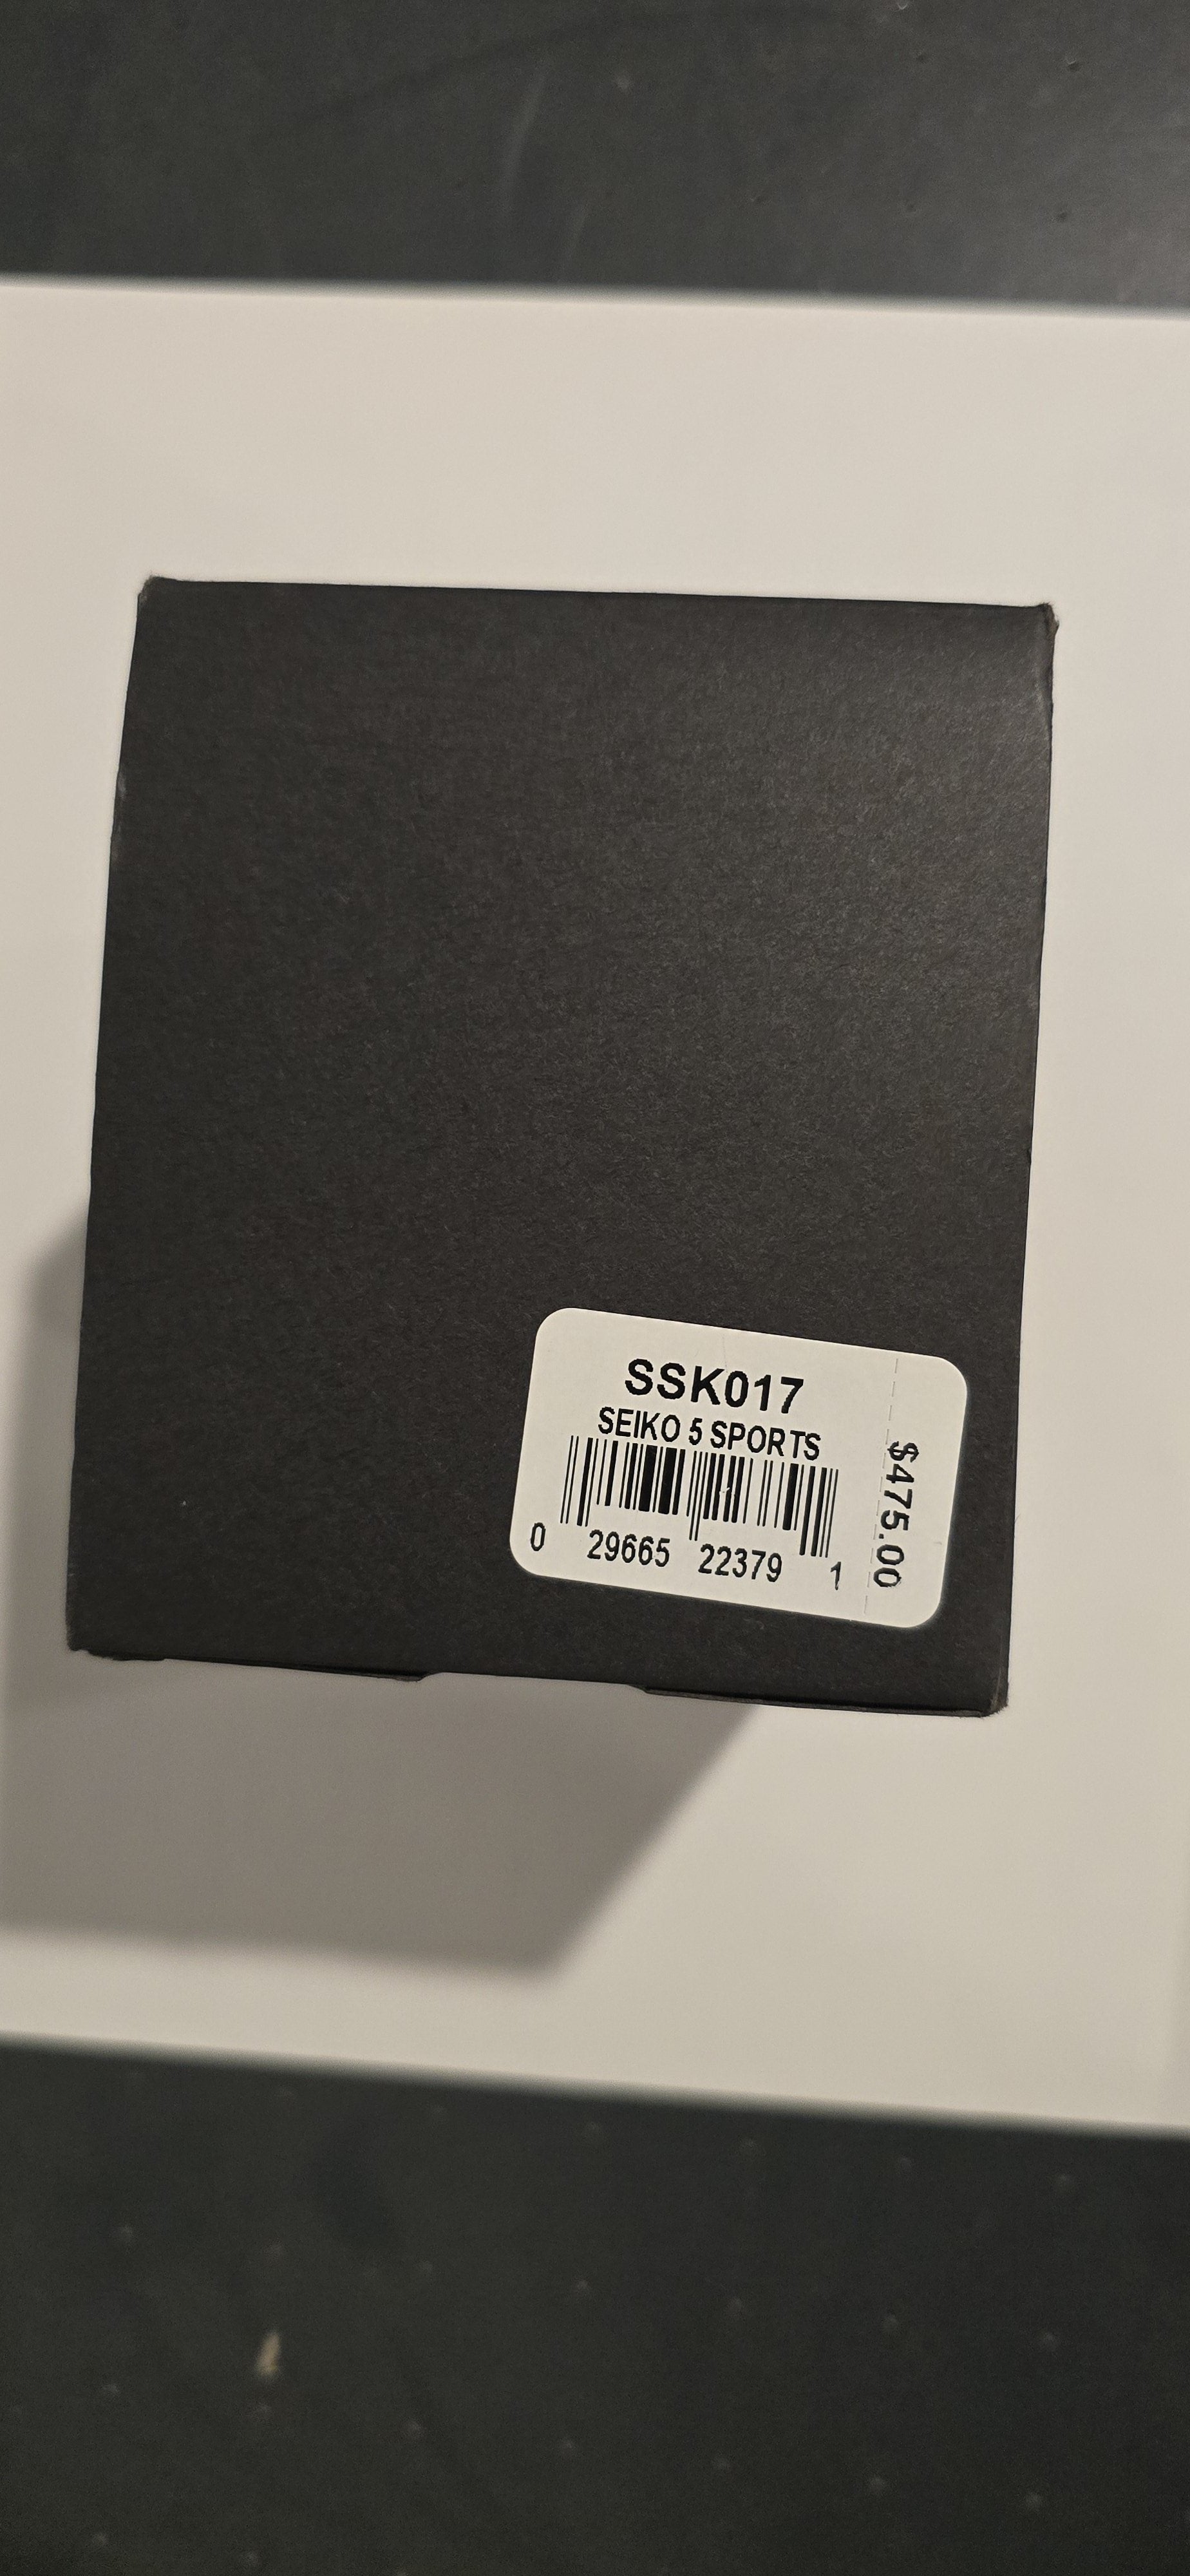 SSK017
SEIKO 5 SPORTS
0 29665 22379 1
$475.00